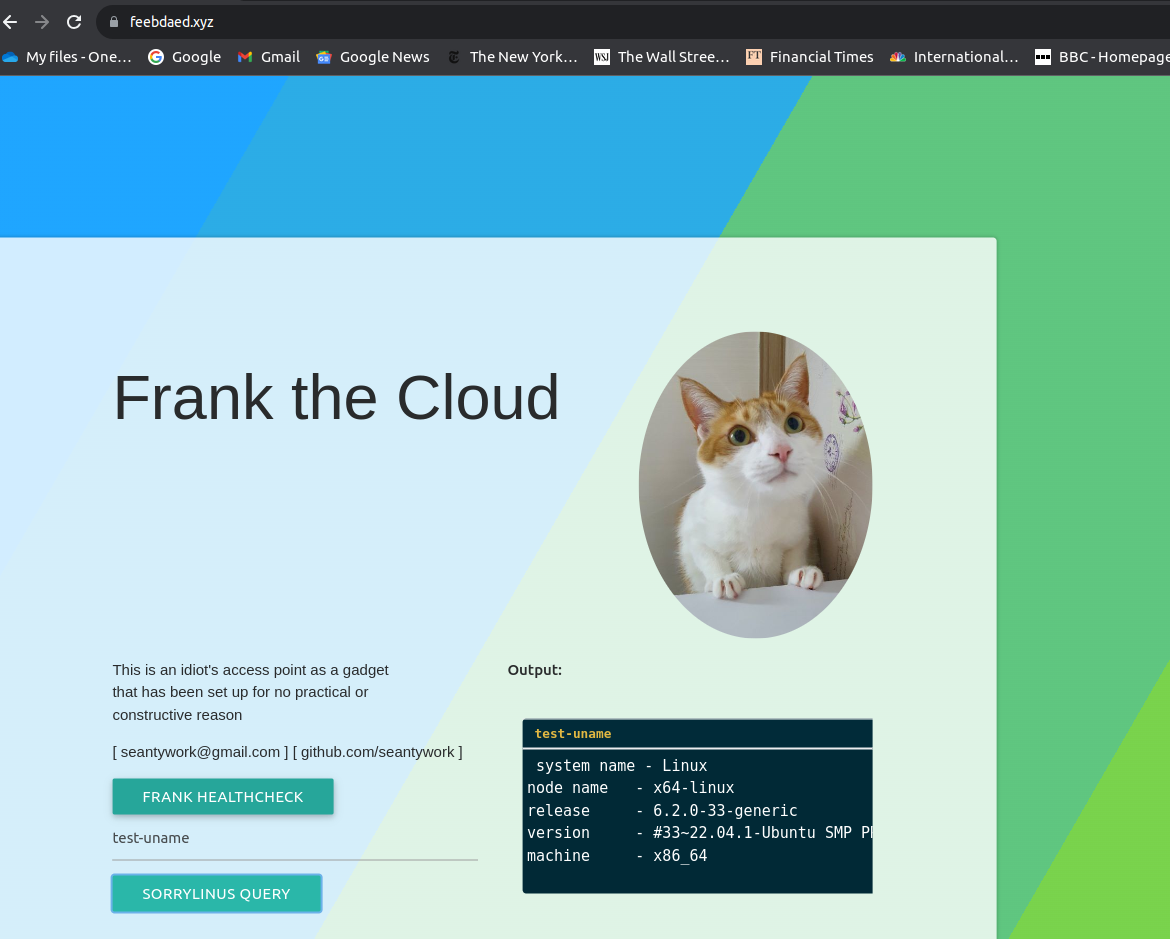 feebdaed.xyz
My files - One...
Google
Gmail
Google News
The New York...
WSJ
The Wall Stree...
FT
Financial Times
International...
BBC - Homepage
Frank the Cloud
This is an idiot's access point as a gadget
that has been set up for no practical or
constructive reason
[ seantywork@gmail.com ] [ github.com/seantywork ]
FRANK HEALTHCHECK
test-uname
SORRYLINUS QUERY
Output:
test-uname
system name - Linux
node name - x64-linux
release - 6.2.0-33-generic
version - #33~22.04.1-Ubuntu SMP
machine - x86_64